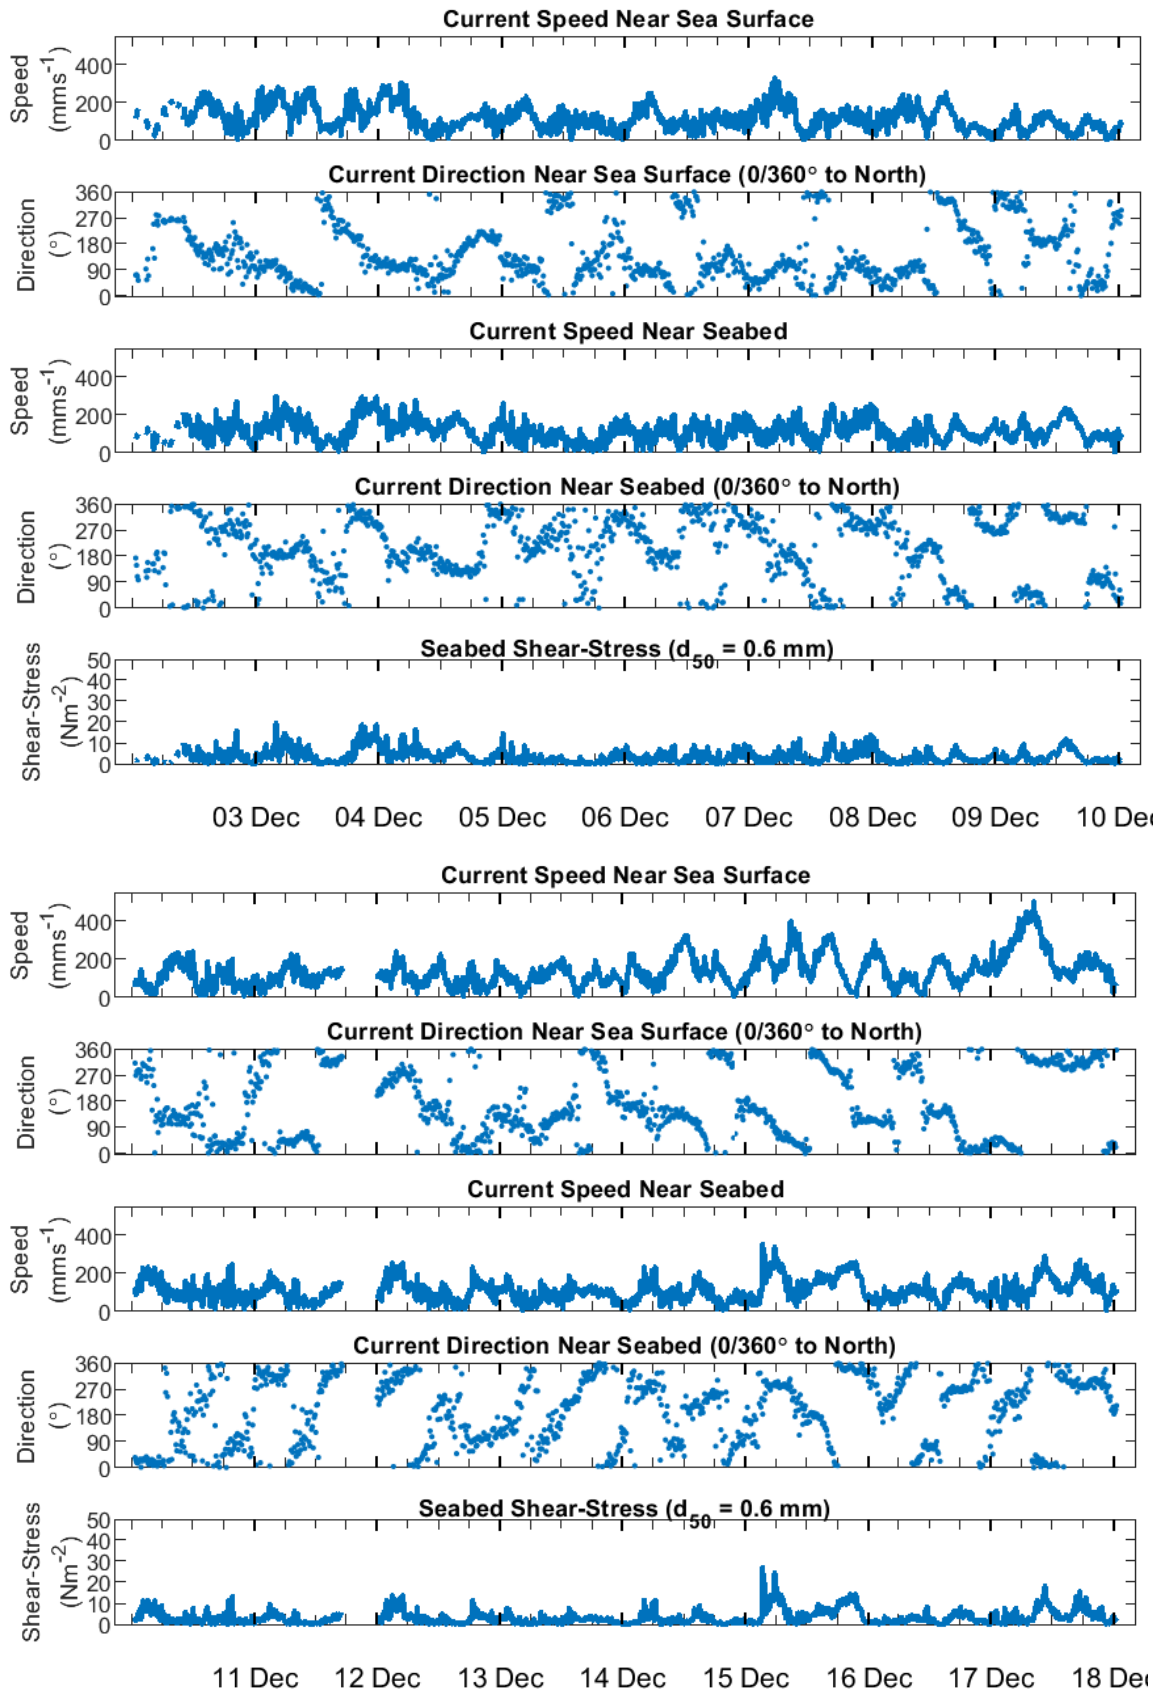 Current Speed Near Sea Surface
Speed
(mms-1)
400
200
0
Current Direction Near Sea Surface (0/360° to North)
Direction
(°)
360
270
180
90
0
Current Speed Near Seabed
Speed
(mms-1)
400
200
0
Current Direction Near Seabed (0/360° to North)
Direction
(°)
360
270
180
90
0
Seabed Shear-Stress (d50 = 0.6 mm)
Shear-Stress
(Nm-2)
50
40
30
20
10
0
03 Dec 04 Dec 05 Dec 06 Dec 07 Dec 08 Dec 09 Dec 10 Dec
Current Speed Near Sea Surface
Speed
(mms-1)
400
200
0
Current Direction Near Sea Surface (0/360° to North)
Direction
(°)
360
270
180
90
0
Current Speed Near Seabed
Speed
(mms-1)
400
200
0
Current Direction Near Seabed (0/360° to North)
Direction
(°)
360
270
180
90
0
Seabed Shear-Stress (d50 = 0.6 mm)
Shear-Stress
(Nm-2)
50
40
30
20
10
0
11 Dec 12 Dec 13 Dec 14 Dec 15 Dec 16 Dec 17 Dec 18 D